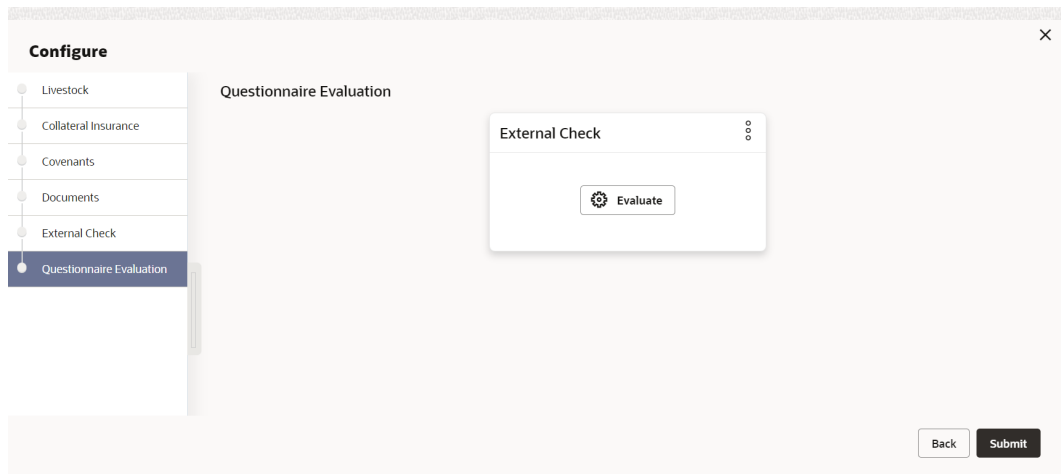 Configure
Livestock
Collateral Insurance
Covenants
Documents
External Check
Questionnaire Evaluation
Questionnaire Evaluation
External Check
Evaluate
Back
Submit